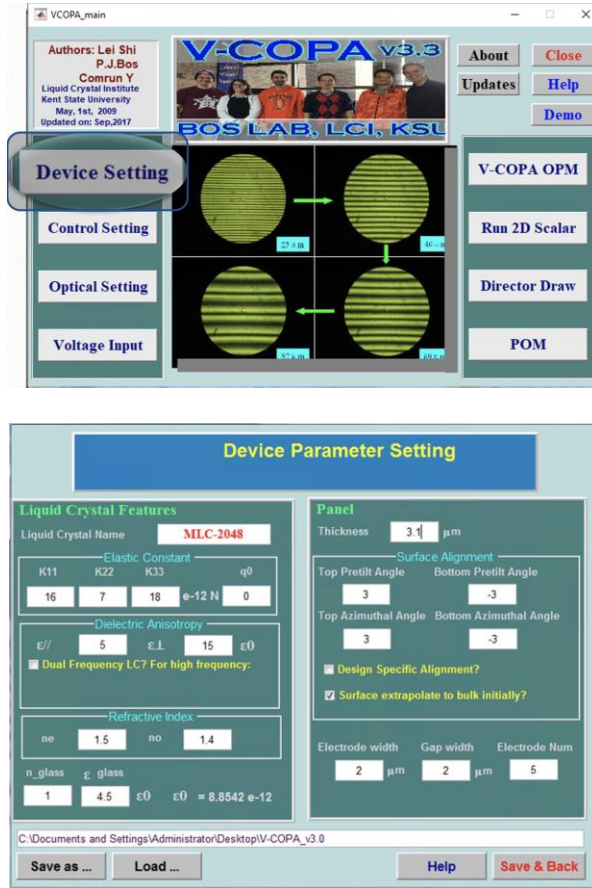 VCOPA_main
Authors: Lei Shi
P.J.Bos
Comrun Y
Liquid Crystal Institute
Kent State University
May, 1st, 2009
Updated on: Sep,2017
V-COPA v3.3
BOS LAB, LCI, KSU
About
Close
Updates
Help
Demo
Device Setting
Control Setting
Optical Setting
Voltage Input
V-COPA OPM
Run 2D Scalar
Director Draw
POM
Device Parameter Setting
Liquid Crystal Features
Liquid Crystal Name MLC-2048
Elastic Constant
K11 K22 K33 q0
16 7 18 e-12 N 0
Dielectric Anisotropy
ε// 5 ε⊥ 15 ε0
Dual Frequency LC? For high frequency:
Refractive Index
ne 1.5 no 1.4
n_glass ε_glass
1 4.5 ε0 ε0 = 8.8542 e-12
Panel
Thickness 3.1 μm
Surface Alignment
Top Pretilt Angle Bottom Pretilt Angle
3 -3
Top Azimuthal Angle Bottom Azimuthal Angle
3 -3
Design Specific Alignment?
Surface extrapolate to bulk initially?
Electrode width Gap width Electrode Num
2 μm 2 μm 5
C:\Documents and Settings\Administrator\Desktop\V-COPA_v3.0
Save as ... Load ... Help Save & Back